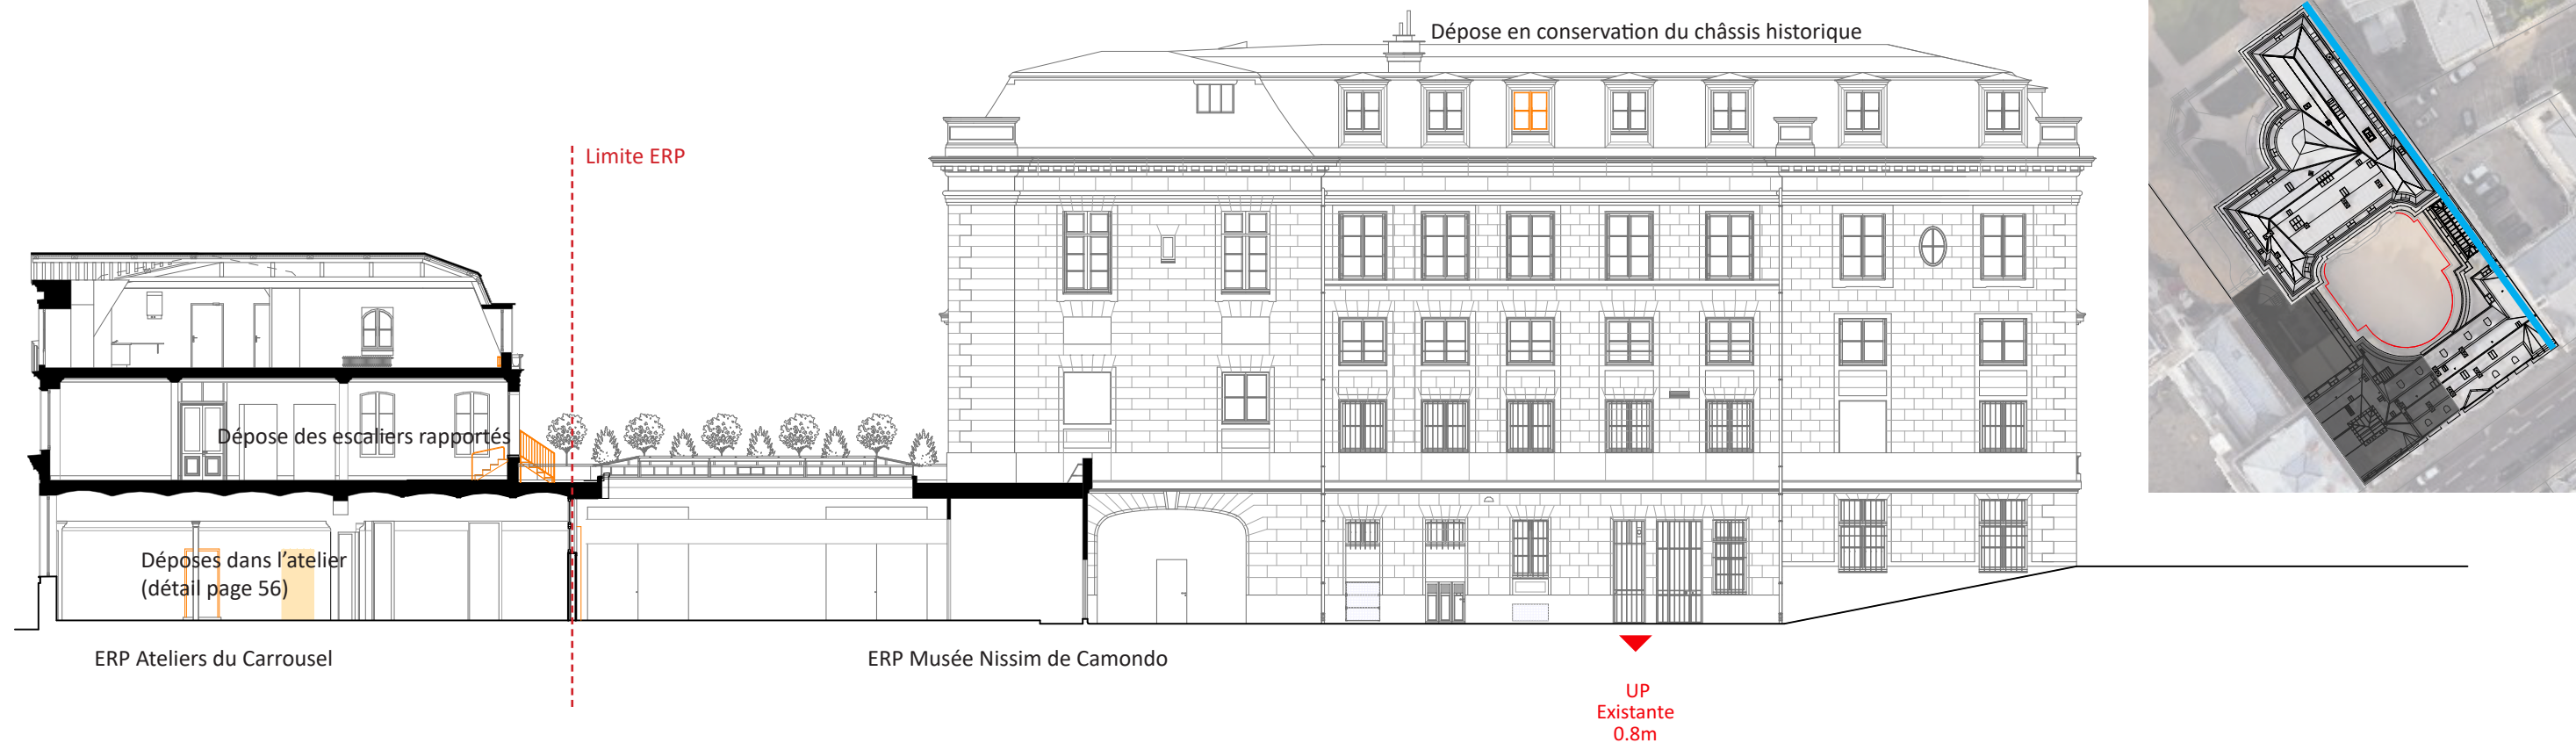 Dépose en conservation du châssis historique
Limite ERP
Dépose des escaliers rapportés
Déposes dans l'atelier
(détail page 56)
ERP Ateliers du Carrousel
ERP Musée Nissim de Camondo
UP
Existante
0.8m